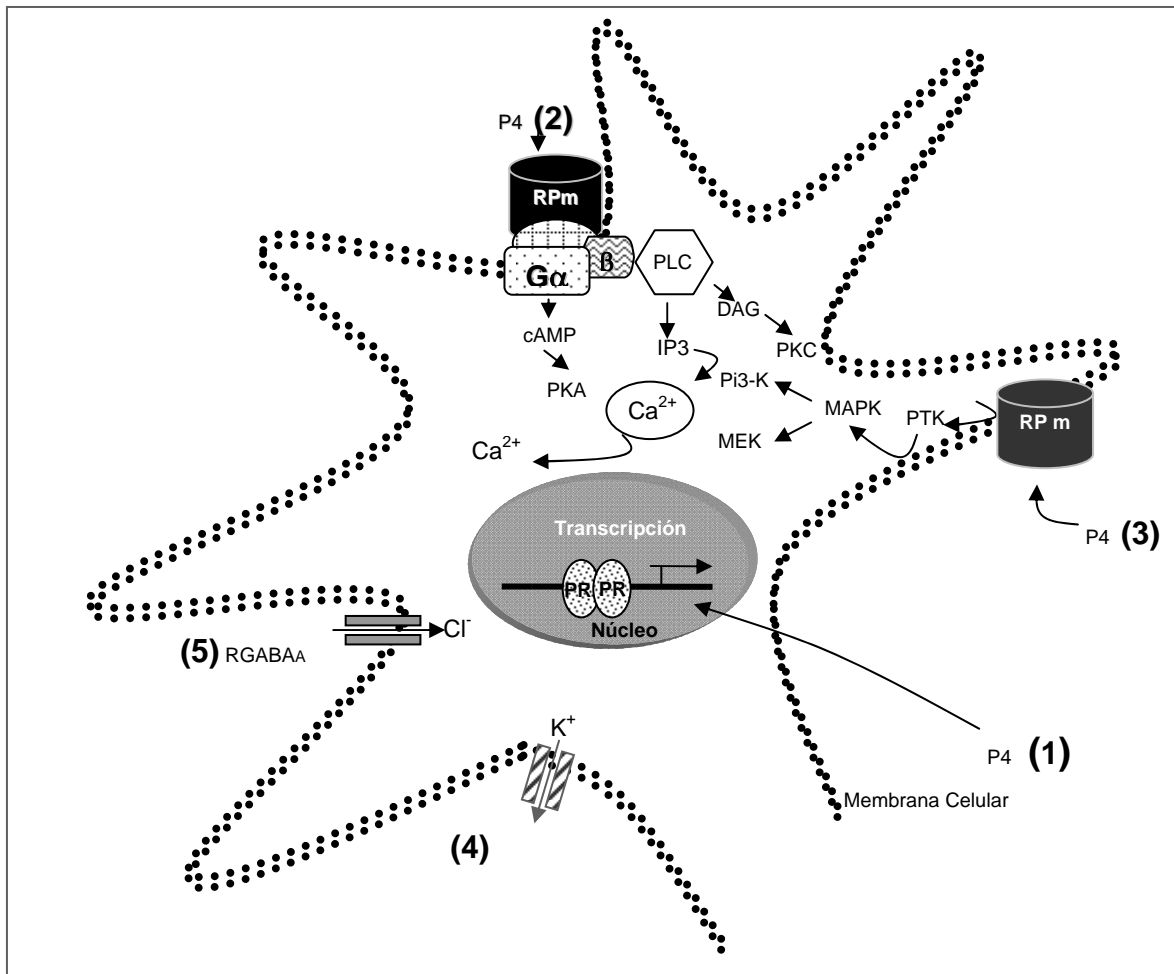 P4 (2)
RPm
Gα
ß
PLC
cAMP
DAG
PKA
IP3
PKC
Pi3-K
Ca2+
MAPK
PTK
RP m
MEK
Ca2+
P4 (3)
Transcripción
PR PR
Núcleo
(5) RGABAA
Cl-
K+
P4 (1)
Membrana Celular
(4)